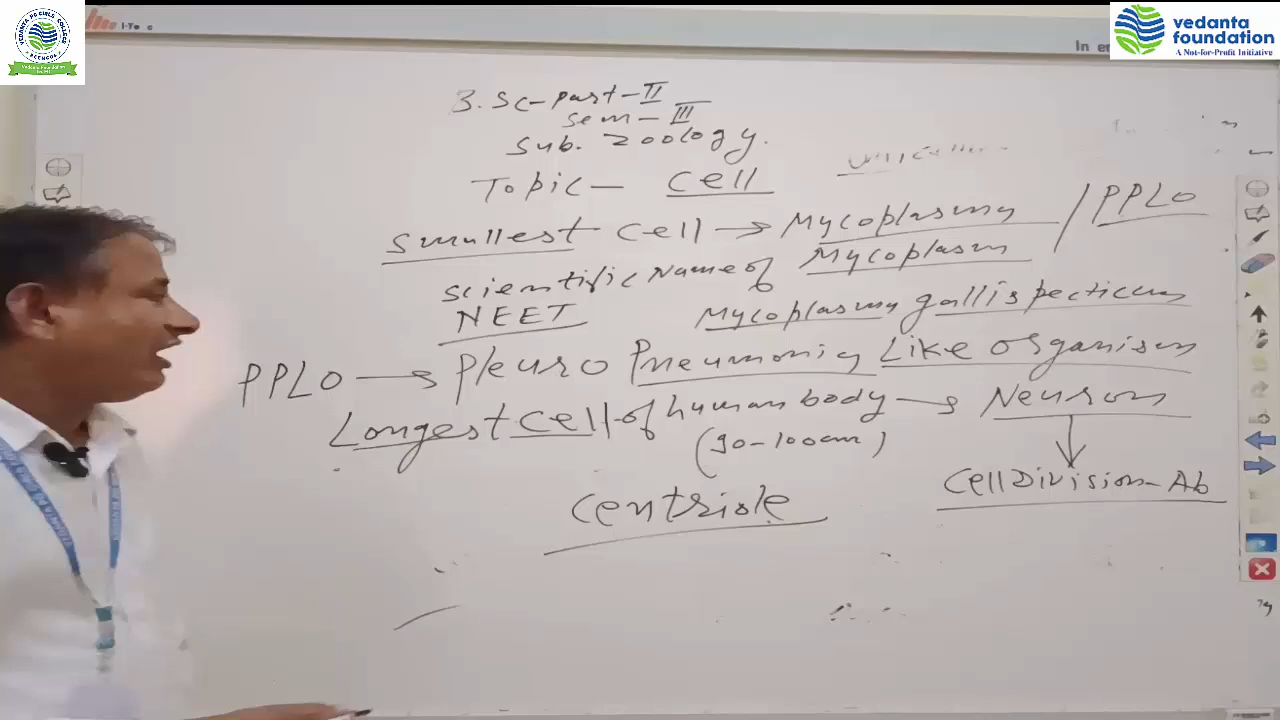 vedanta
foundation
A Not-for-Profit Initiative
B. Sc- part-II
Sem-III
Sub. Zoology.
Topic- Cell
Smallest Cell → Mycoplasma / PPLO
Scientific Name of Mycoplasm
NEET Mycoplasma gallispecticum
PPLO → Pleuro Pneumonia Like organism
Longest Cell of human body → Neuron
(90-100cm)
Cell Division-Ab
Centriole